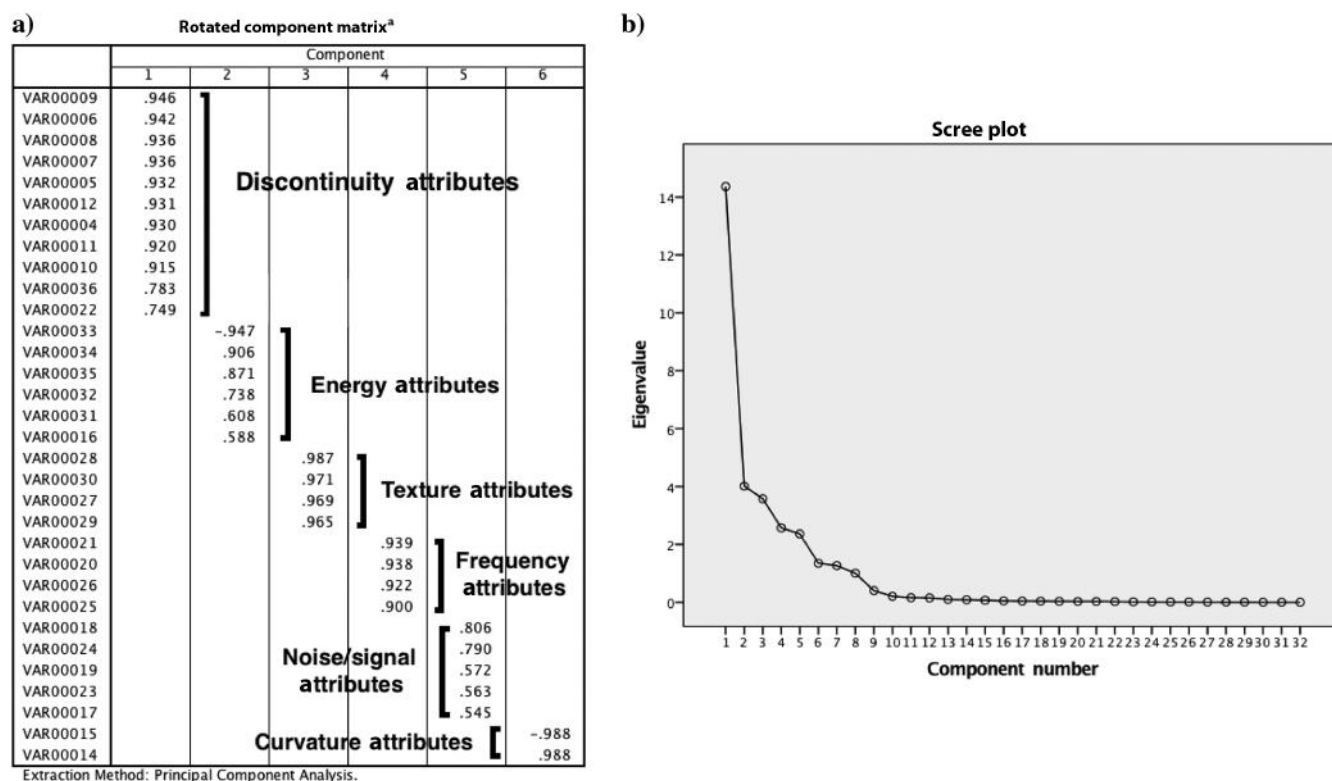 a)
Rotated component matrixᵃ
Component
1 2 3 4 5 6
VAR00009 .946
VAR00006 .942
VAR00008 .936
VAR00007 .936
VAR00005 .932
Discontinuity attributes
VAR00012 .931
VAR00004 .930
VAR00011 .920
VAR00010 .915
VAR00036 .783
VAR00022 .749
VAR00033 -.947
VAR00034 .906
VAR00035 .871
Energy attributes
VAR00032 .738
VAR00031 .608
VAR00016 .588
VAR00028 .987
VAR00030 .971
Texture attributes
VAR00027 .969
VAR00029 .965
VAR00021 .939
VAR00020 .938
Frequency
attributes
VAR00026 .922
VAR00025 .900
VAR00018 .806
VAR00024 .790
Noise/signal
attributes
VAR00019 .572
VAR00023 .563
VAR00017 .545
VAR00015 -.988
Curvature attributes
VAR00014 .988
Extraction Method: Principal Component Analysis.
b)
Scree plot
Eigenvalue
14
12
10
8
6
4
2
0
1 2 3 4 5 6 7 8 9 10 11 12 13 14 15 16 17 18 19 20 21 22 23 24 25 26 27 28 29 30 31 32
Component number